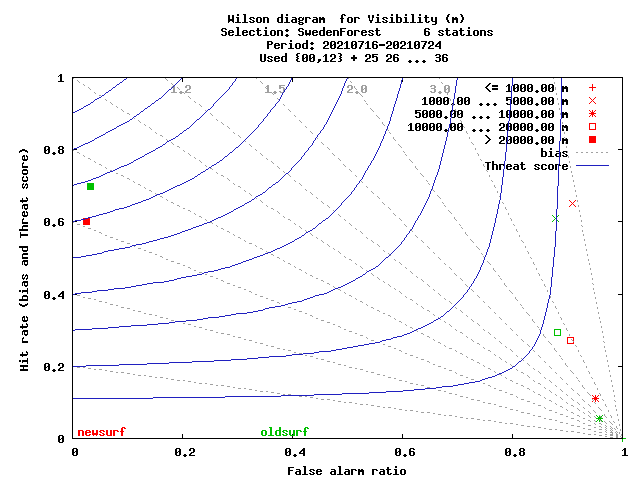 Wilson diagram  for Visibility (m)
Selection: SwedenForest      6 stations
Period: 20210716-20210724
Used {00,12} + 25 26 ... 36
1
1.2
1.5
2.0
3.0
<= 1000.00 m
1000.00 ... 5000.00 m
5000.00 ... 10000.00 m
10000.00 ... 20000.00 m
> 20000.00 m
bias
Threat score
0.8
0.6
0.4
0.2
0
Hit rate (bias and Threat score)
newsurf
oldsurf
0
0.2
0.4
0.6
0.8
1
False alarm ratio